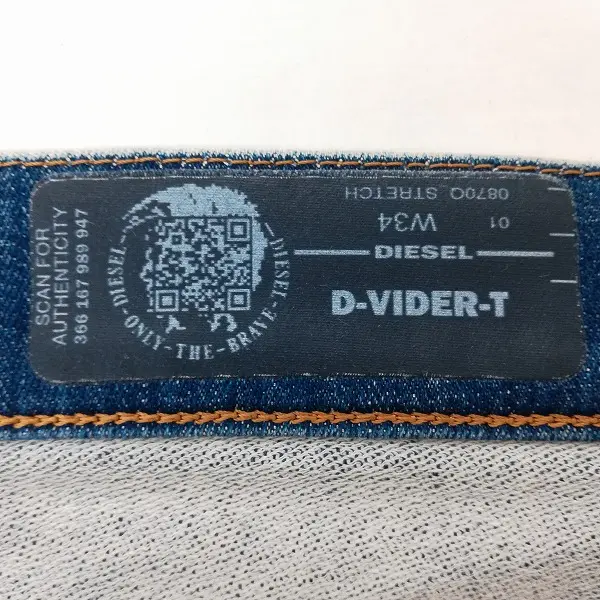 SCAN FOR
AUTHENTICITY
366 167 989 947
DIESEL-ONLY-THE-BRAVE-DIESEL
0870Q STRETCH
01 W34
DIESEL
D-VIDER-T